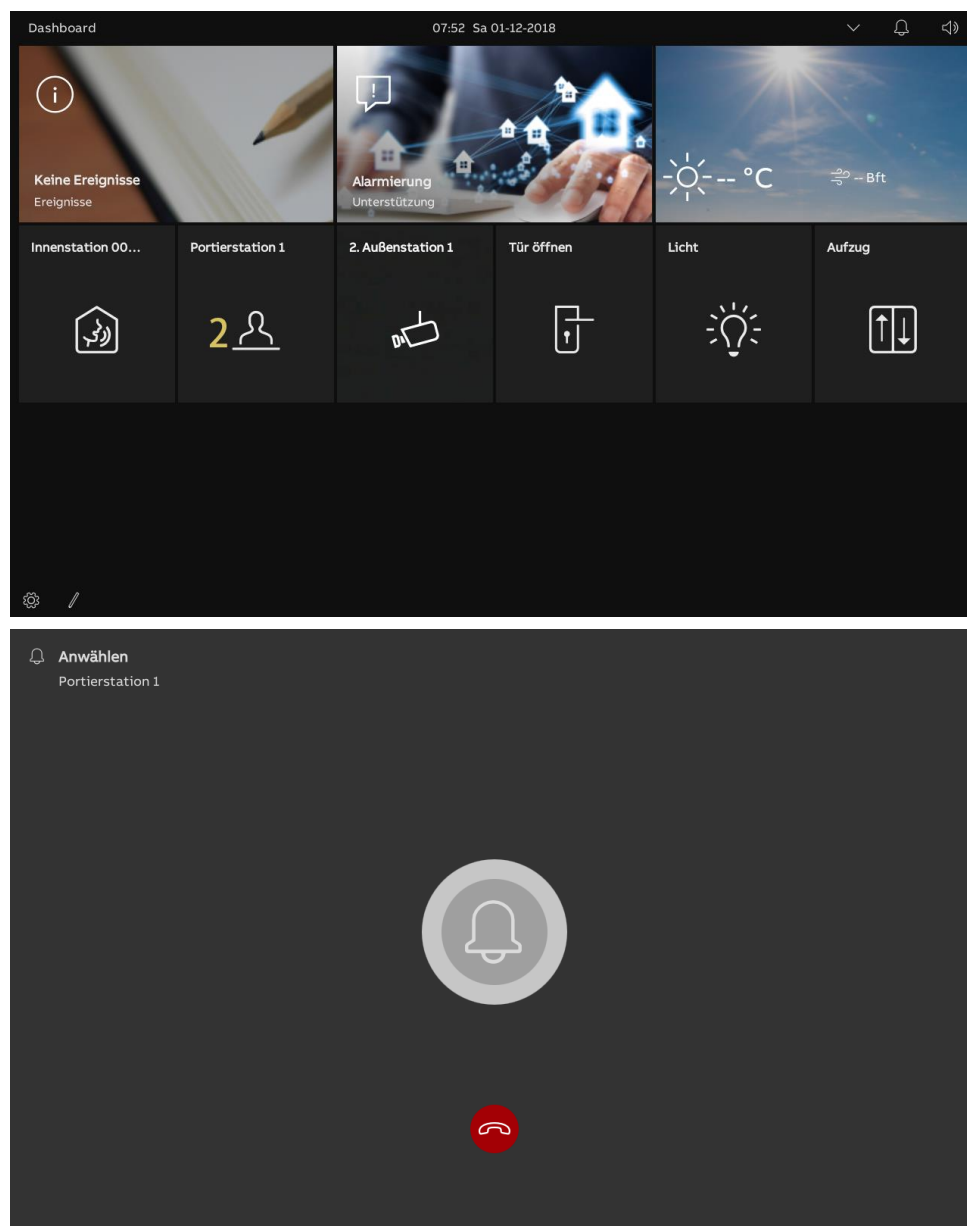 Dashboard
07:52 Sa 01-12-2018
Keine Ereignisse
Ereignisse
Alarmierung
Unterstützung
-- °C
-- Bft
Innenstation 00...
Portierstation 1
2. Außenstation 1
Tür öffnen
Licht
Aufzug
2
Anwählen
Portierstation 1